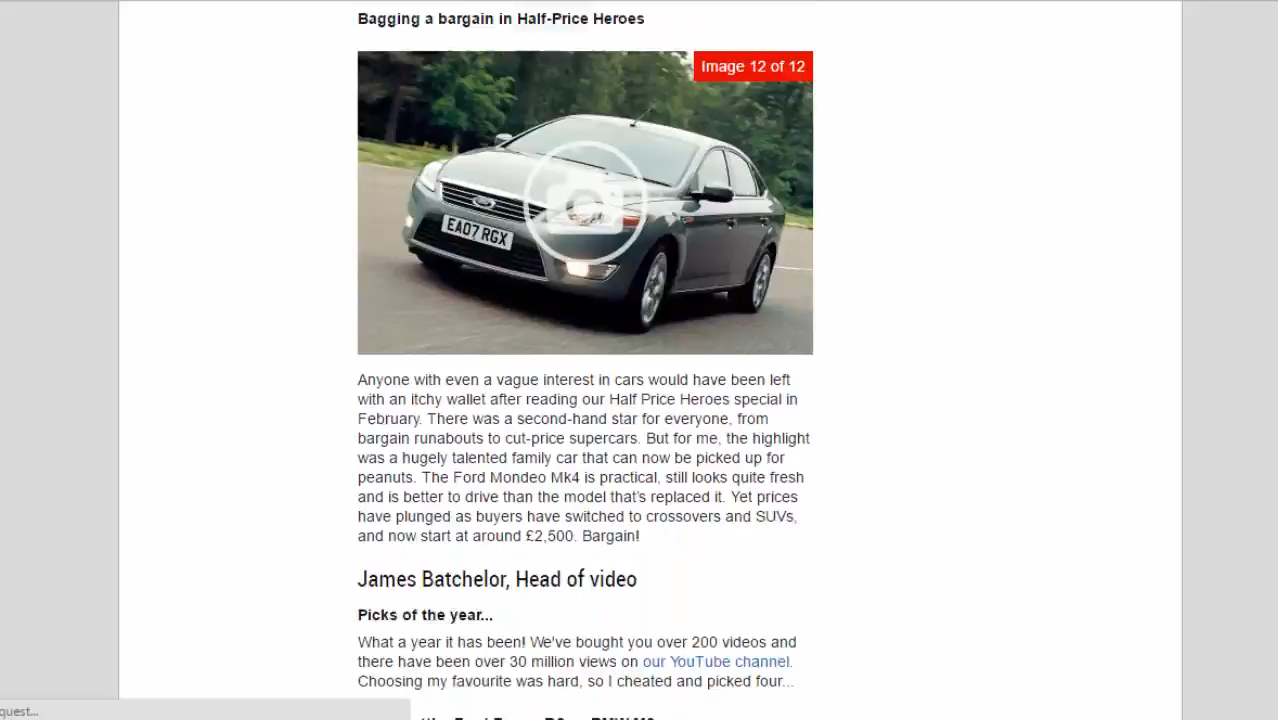 Bagging a bargain in Half-Price Heroes
Image 12 of 12
Ford
EA07 RGX
Anyone with even a vague interest in cars would have been left
with an itchy wallet after reading our Half Price Heroes special in
February. There was a second-hand star for everyone, from
bargain runabouts to cut-price supercars. But for me, the highlight
was a hugely talented family car that can now be picked up for
peanuts. The Ford Mondeo Mk4 is practical, still looks quite fresh
and is better to drive than the model that's replaced it. Yet prices
have plunged as buyers have switched to crossovers and SUVs,
and now start at around £2,500. Bargain!
James Batchelor, Head of video
Picks of the year...
What a year it has been! We've bought you over 200 videos and
there have been over 30 million views on our YouTube channel.
Choosing my favourite was hard, so I cheated and picked four...
quest...